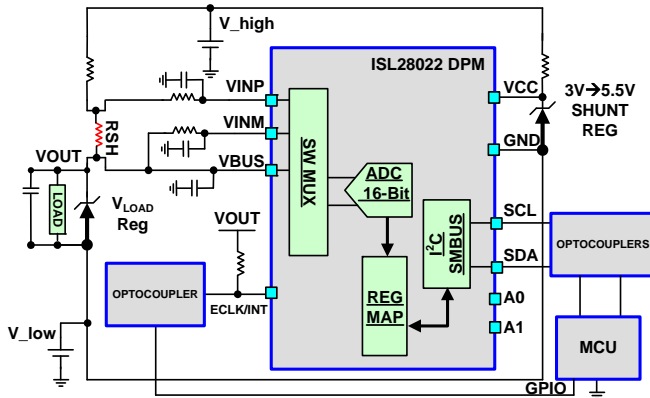 V_high
ISL28022 DPM
VINP
VCC
3V→5.5V
SHUNT
REG
RSH
VINM
GND
VOUT
VBUS
SW MUX
ADC
16-Bit
LOAD
VLOAD
Reg
VOUT
I2C
SMBUS
SCL
SDA
OPTOCOUPLERS
OPTOCOUPLER
ECLK/INT
REG
MAP
A0
A1
V_low
MCU
GPIO